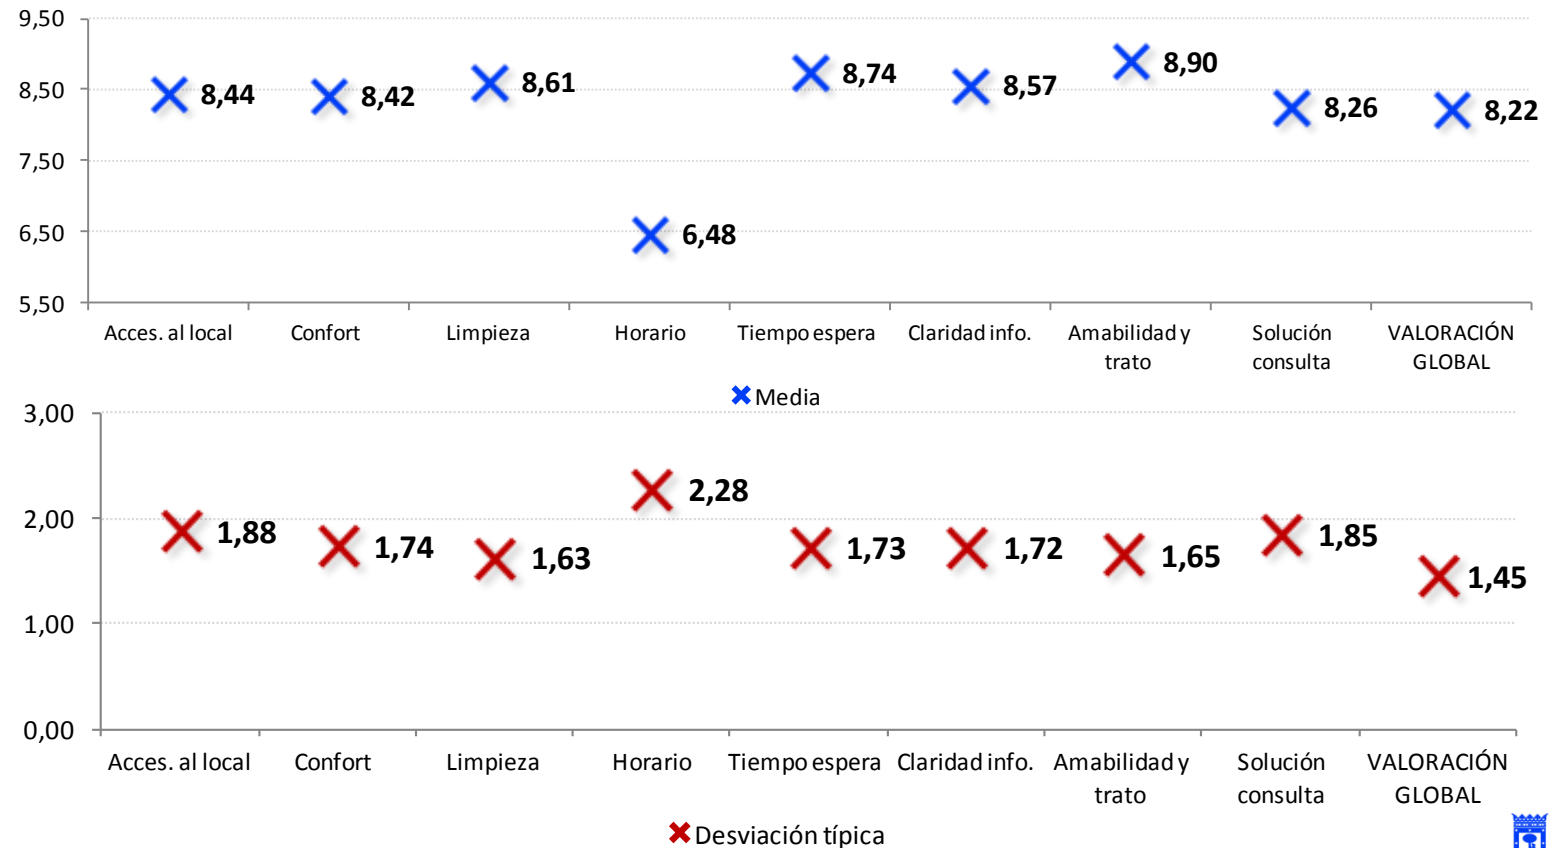 9,50
8,50
7,50
6,50
5,50
8,44
8,42
8,61
6,48
8,74
8,57
8,90
8,26
8,22
Acces. al local
Confort
Limpieza
Horario
Tiempo espera
Claridad info.
Amabilidad y
trato
Solución
consulta
VALORACIÓN
GLOBAL
Media
3,00
2,00
1,00
0,00
1,88
1,74
1,63
2,28
1,73
1,72
1,65
1,85
1,45
Acces. al local
Confort
Limpieza
Horario
Tiempo espera
Claridad info.
Amabilidad y
trato
Solución
consulta
VALORACIÓN
GLOBAL
Desviación típica